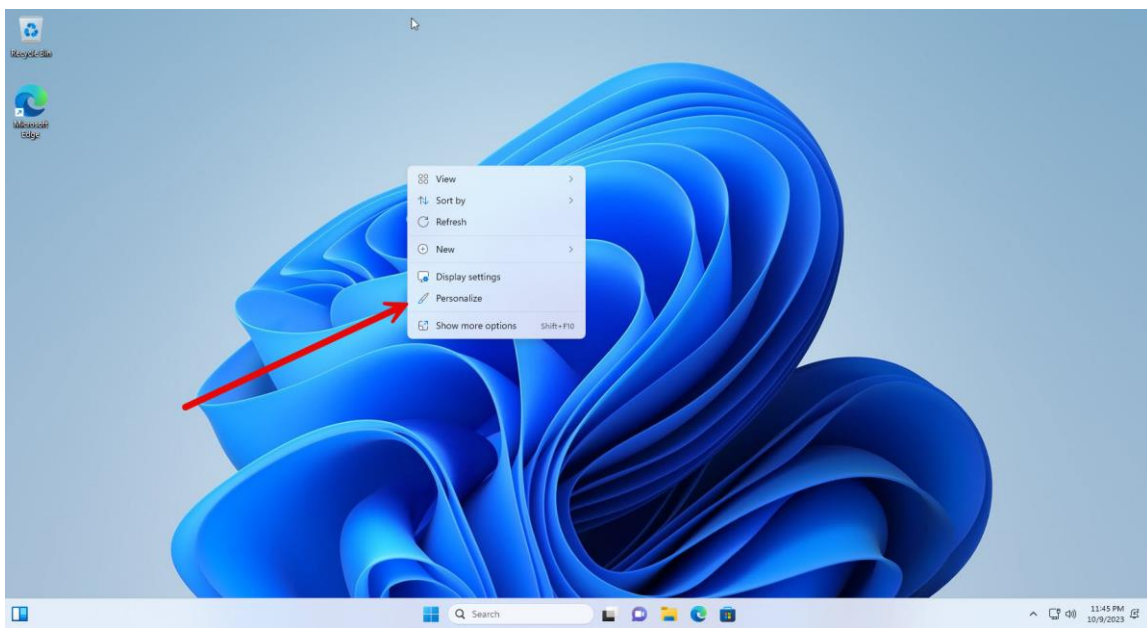 Recycle Bin
Microsoft
Edge
View
Sort by
Refresh
New
Display settings
Personalize
Show more options Shift+F10
Search
11:45 PM
10/9/2023